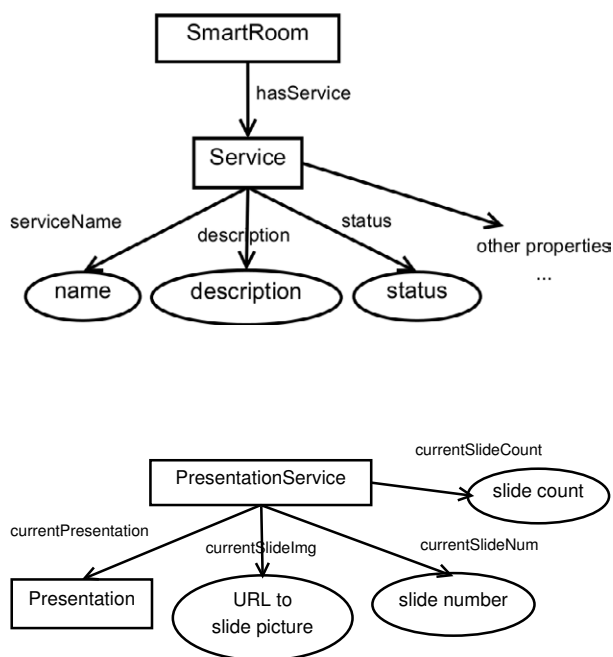 SmartRoom
hasService
Service
serviceName
description
status
other properties
...
name
description
status
currentSlideCount
PresentationService
slide count
currentPresentation
currentSlideImg
currentSlideNum
Presentation
URL to
slide picture
slide number